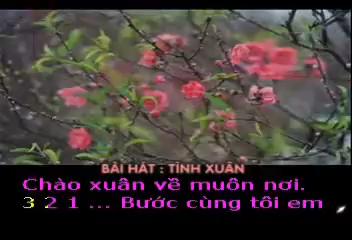 BÀI HÁT : TÌNH XUÂN
Chào xuân về muôn nơi.
3 2 1 ... Bước cùng tôi em